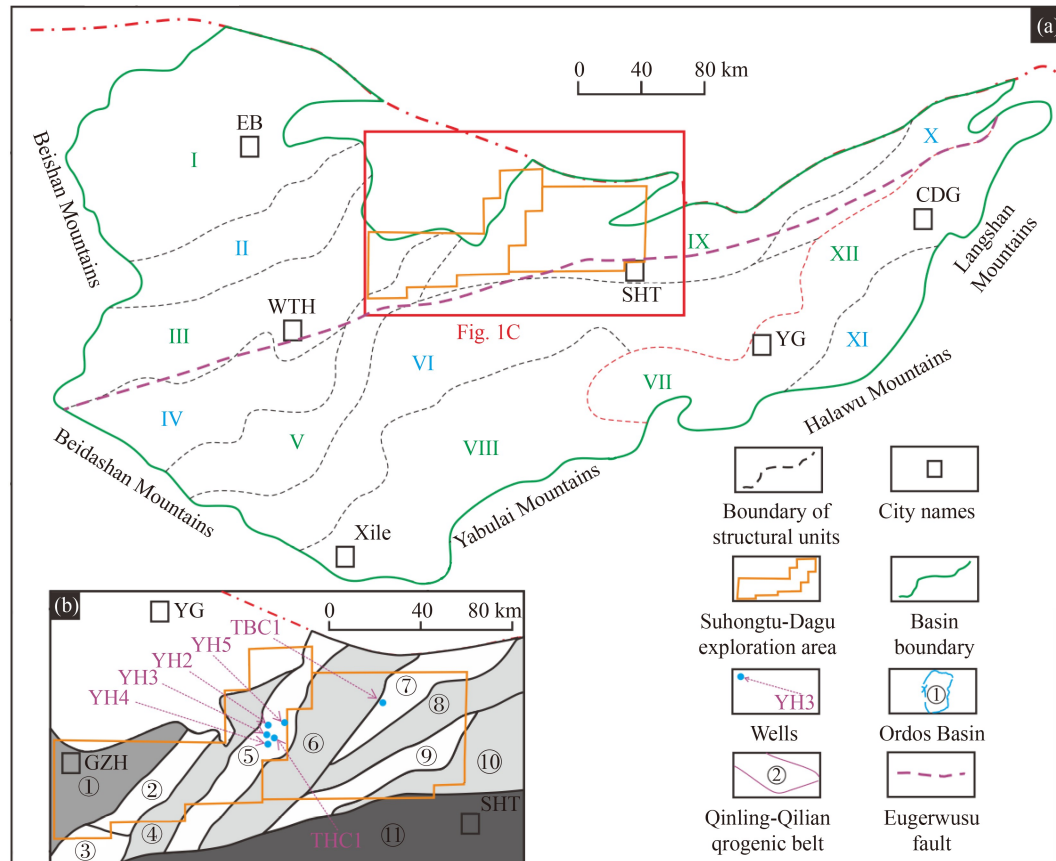 (a)
0 40 80 km
EB
X
I
Beishan Mountains
CDG
II
IX
XII
Langshan
Mountains
SHT
WTH
III
Fig. 1C
YG
XI
VI
VII
IV
Halawu Mountains
V
VIII
Beidashan Mountains
Yabulai Mountains
Xile
Boundary of
structural units
City names
Suhongtu-Dagu
exploration area
Basin
boundary
YH3
Wells
①
Ordos Basin
②
Qinling-Qilian
qrogenic belt
Eugerwusu
fault
(b)
YG
0 40 80 km
TBC1
YH5
YH2
YH3
YH4
⑦
⑧
⑥
⑤
⑨
⑩
GZH
①
②
SHT
④
③
THC1
⑪